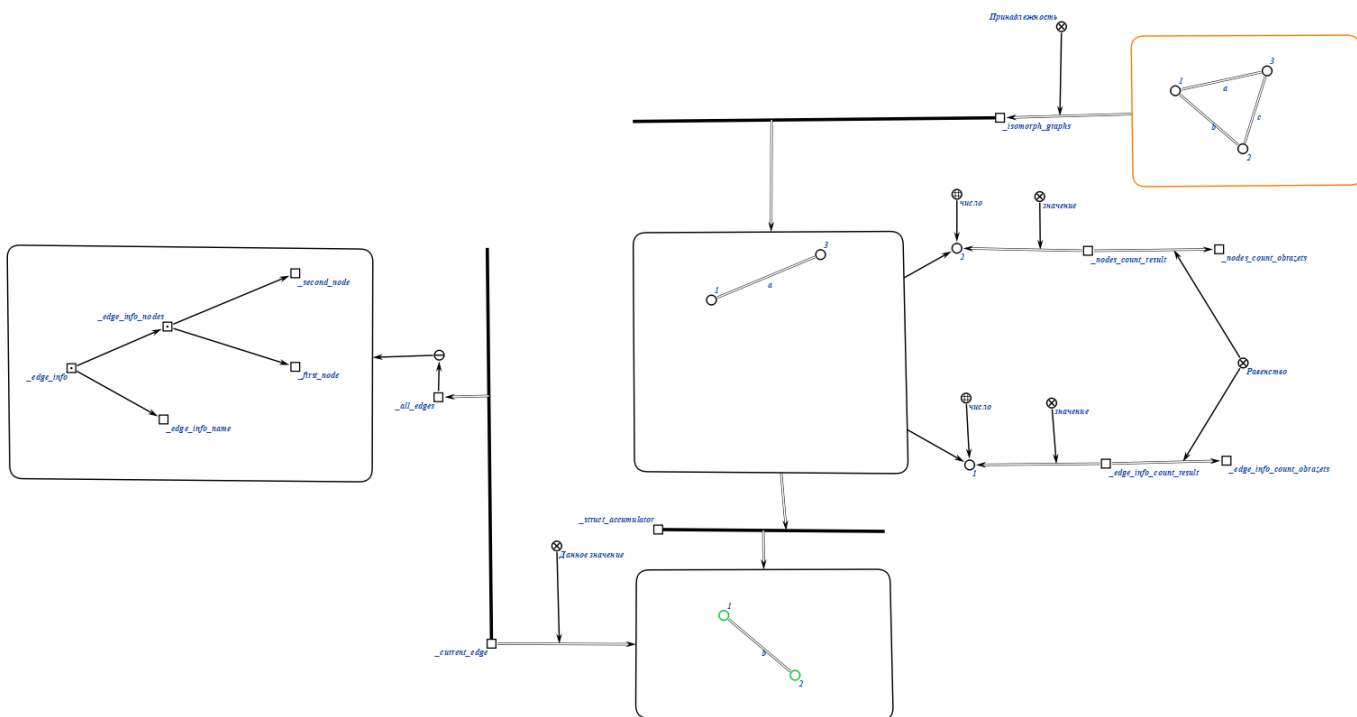 Принадлежность
3
1
a
_isomorph_graphs
c
b
2
число
значение
3
2
_nodes_count_result
_nodes_count_obrazets
_second_node
1
a
_edge_info_nodes
_first_node
_edge_info
Равенство
_all_edges
число
значение
_edge_info_name
1
_edge_info_count_result
_edge_info_count_obrazets
_struct_accumulator
Данное значение
1
b
2
_current_edge